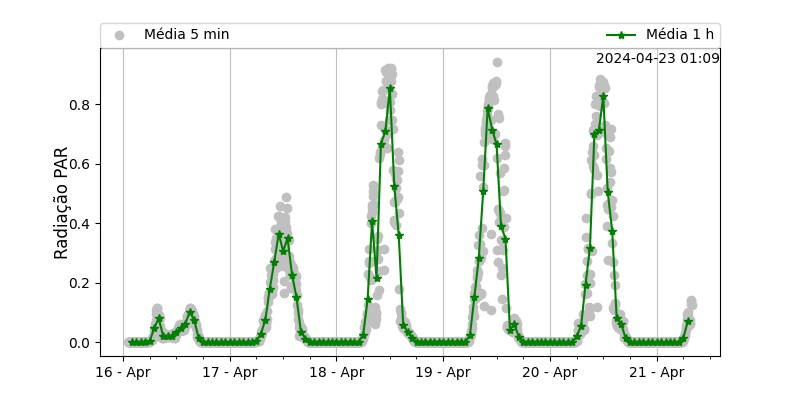 Média 5 min
Média 1 h
2024-04-23 01:09
Radiação PAR
0.8
0.6
0.4
0.2
0.0
16 - Apr
17 - Apr
18 - Apr
19 - Apr
20 - Apr
21 - Apr